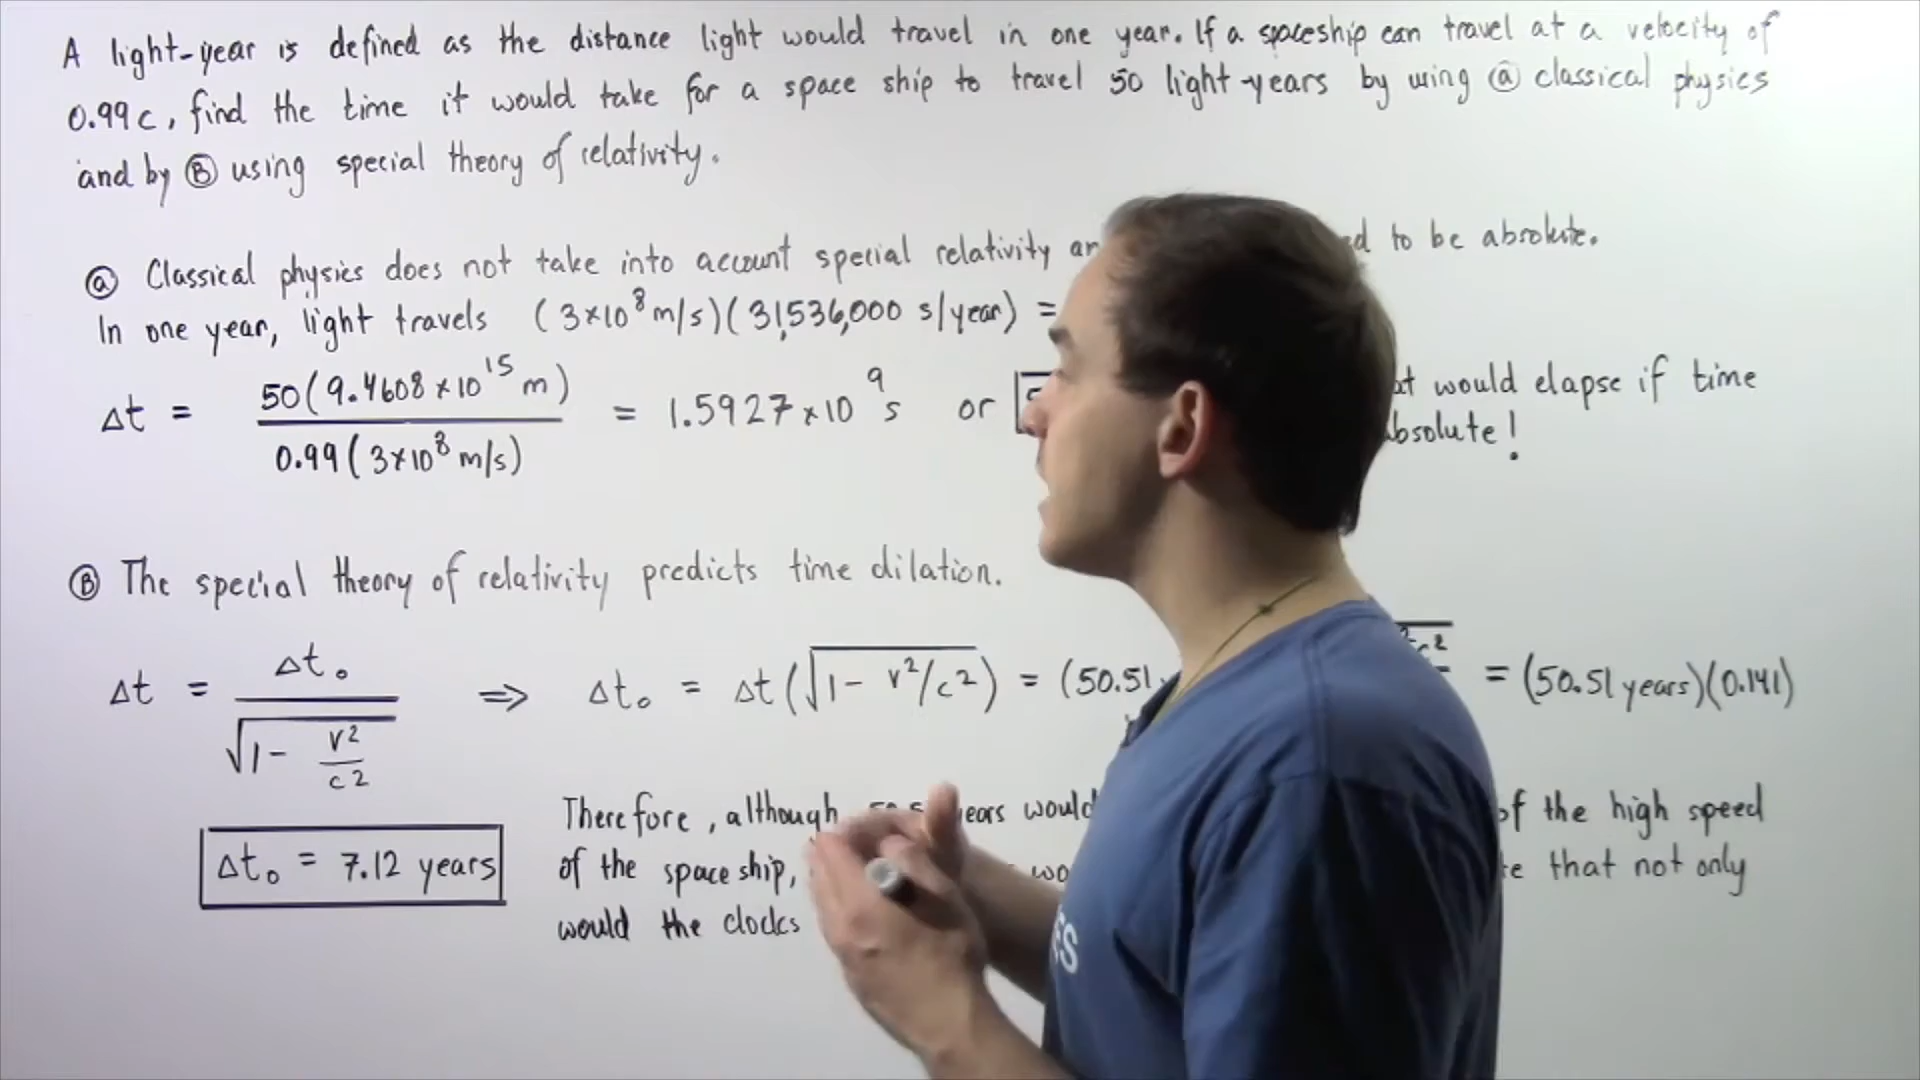 A light-year is defined as the distance light would travel in one year. If a spaceship can travel at a velocity of
0.99c, find the time it would take for a space ship to travel 50 light-years by using ⓐ classical physics
and by Ⓑ using special theory of relativity.
ⓐ Classical physics does not take into account special relativity to be absolute.
In one year, light travels (3×10⁸ m/s)(31,536,000 s/year) =
Δt = 50(9.4608×10¹⁵ m) / 0.99(3×10⁸ m/s) = 1.5927×10⁹ s or would elapse if time
absolute!
Ⓑ The special theory of relativity predicts time dilation.
Δt = Δt₀ / √(1 - v²/c²) ⇒ Δt₀ = Δt(√(1 - v²/c²)) = (50.51 = (50.51 years)(0.141)
Δt₀ = 7.12 years
Therefore, although years would of the high speed
of the space ship, that not only
would the clocks